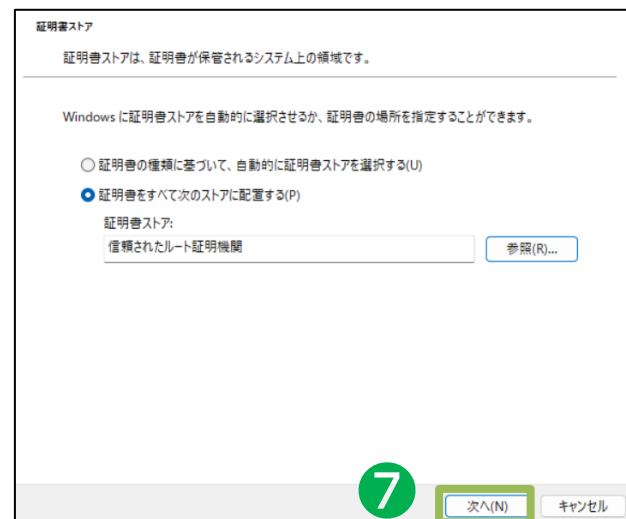 証明書ストア
証明書ストアは、証明書が保管されるシステム上の領域です。
Windows に証明書ストアを自動的に選択させるか、証明書の場所を指定することができます。
証明書の種類に基づいて、自動的に証明書ストアを選択する(U)
証明書をすべて次のストアに配置する(P)
証明書ストア:
信頼されたルート証明機関
参照(R)...
7
次へ(N)
キャンセル